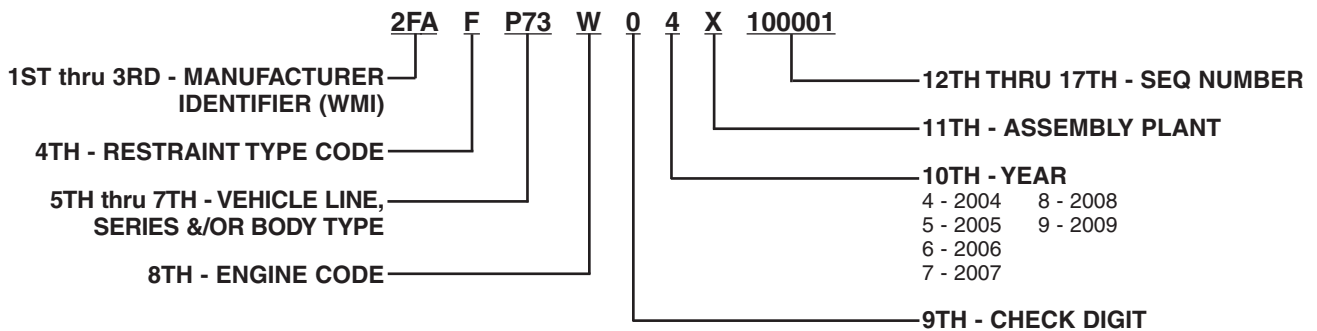 2FA F P73 W 0 4 X 100001
1ST thru 3RD - MANUFACTURER
IDENTIFIER (WMI)
4TH - RESTRAINT TYPE CODE
5TH thru 7TH - VEHICLE LINE,
SERIES &/OR BODY TYPE
8TH - ENGINE CODE
12TH THRU 17TH - SEQ NUMBER
11TH - ASSEMBLY PLANT
10TH - YEAR
4 - 2004 8 - 2008
5 - 2005 9 - 2009
6 - 2006
7 - 2007
9TH - CHECK DIGIT